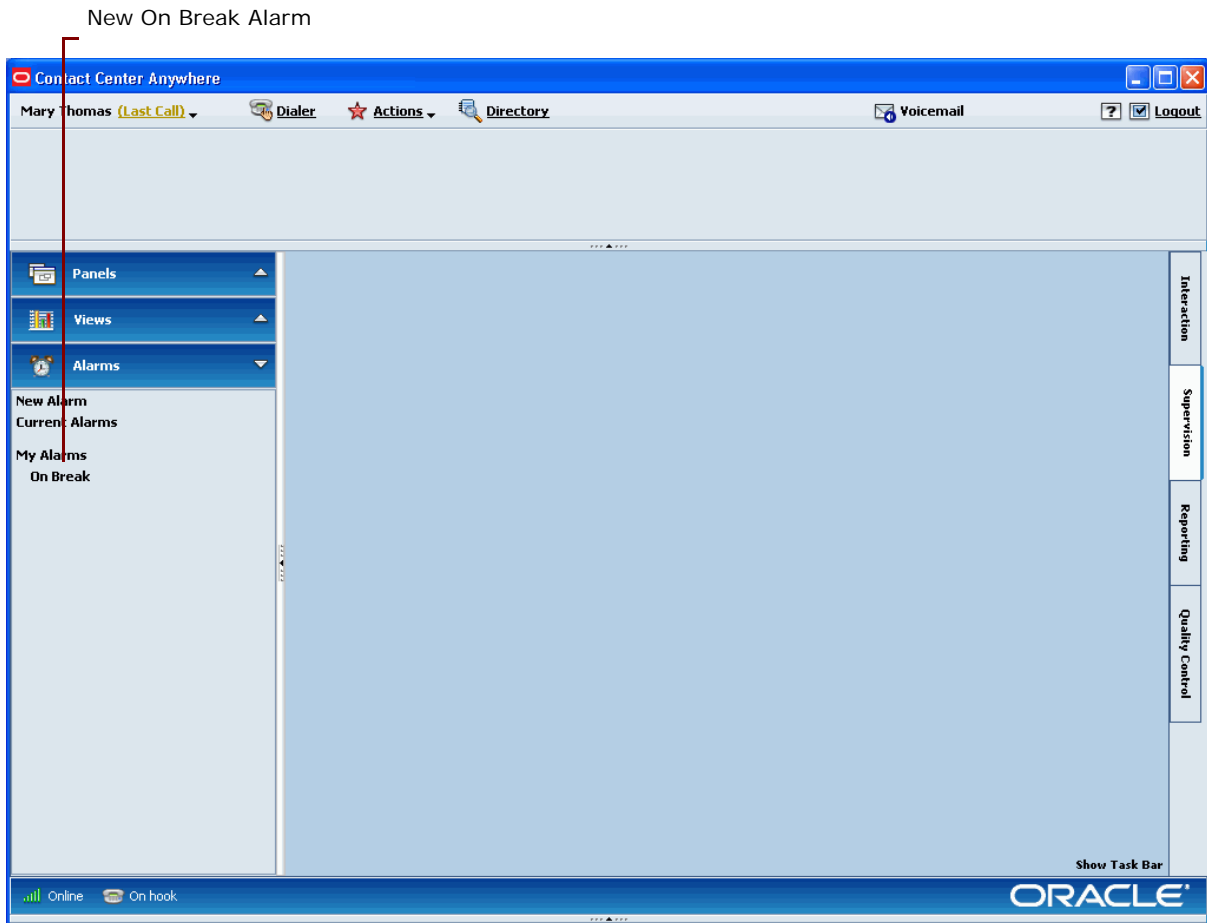 New On Break Alarm
Contact Center Anywhere
Mary Thomas (Last Call) Dialer Actions Directory Voicemail ? Logout
Panels
Views
Alarms
New Alarm
Current Alarms
My Alarms
On Break
Interaction
Supervision
Reporting
Quality Control
Show Task Bar
Online On hook
ORACLE